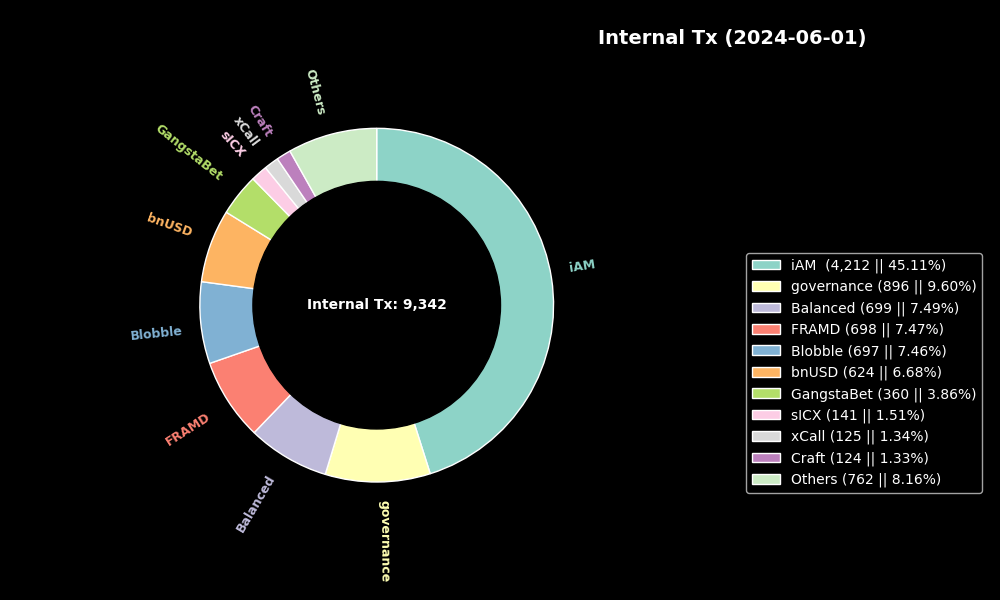 Internal Tx (2024-06-01)
Others
Craft
xCall
sICX
GangstaBet
bnUSD
Blobble
FRAMD
Balanced
governance
iAM
Internal Tx: 9,342
iAM  (4,212 || 45.11%)
governance (896 || 9.60%)
Balanced (699 || 7.49%)
FRAMD (698 || 7.47%)
Blobble (697 || 7.46%)
bnUSD (624 || 6.68%)
GangstaBet (360 || 3.86%)
sICX (141 || 1.51%)
xCall (125 || 1.34%)
Craft (124 || 1.33%)
Others (762 || 8.16%)